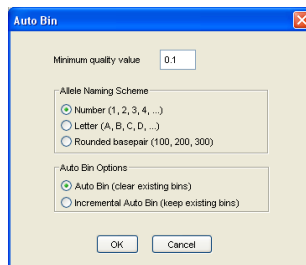 Auto Bin
Minimum quality value 0.1
Allele Naming Scheme
Number (1, 2, 3, 4, ...)
Letter (A, B, C, D, ...)
Rounded basepair (100, 200, 300)
Auto Bin Options
Auto Bin (clear existing bins)
Incremental Auto Bin (keep existing bins)
OK Cancel